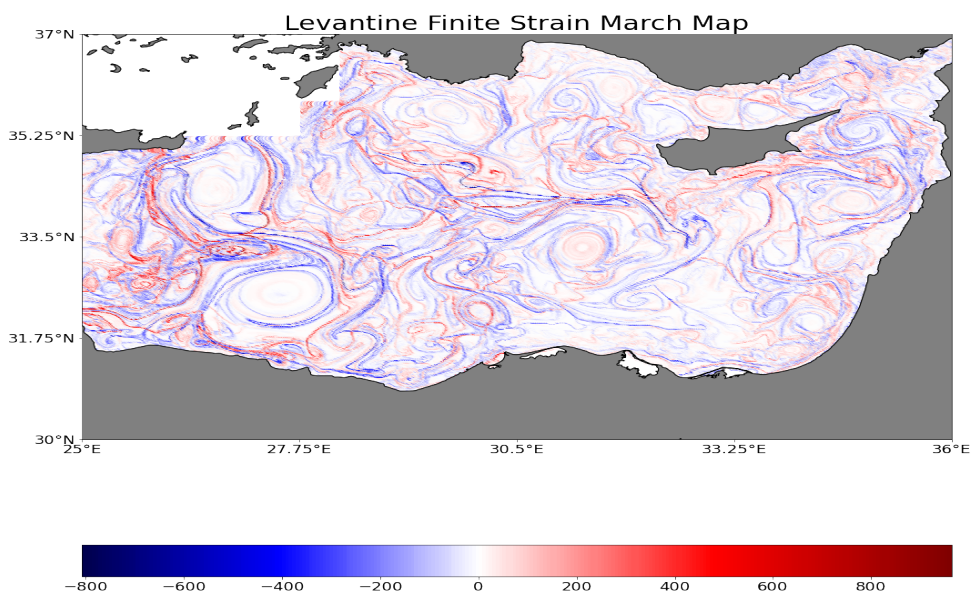 Levantine Finite Strain March Map
37°N
35.25°N
33.5°N
31.75°N
30°N
25°E 27.75°E 30.5°E 33.25°E 36°E
−800 −600 −400 −200 0 200 400 600 800